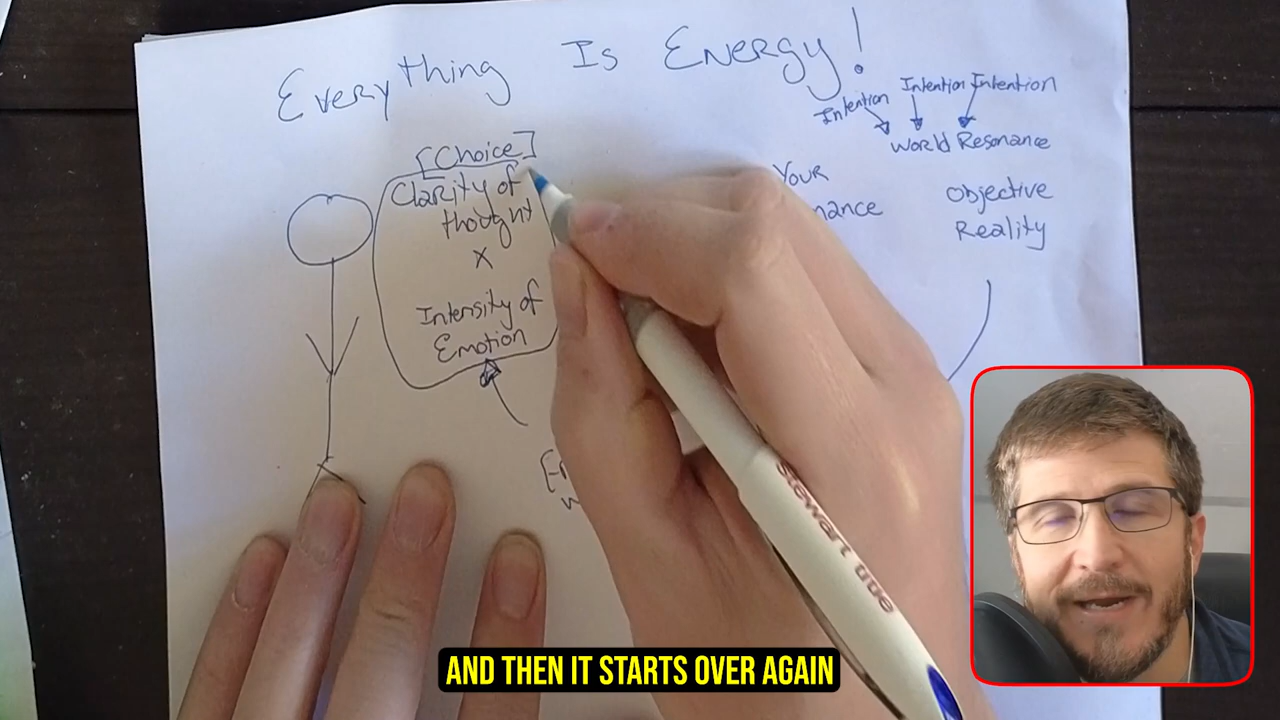 Everything Is Energy!
Intention Intention Intention
World Resonance
[Choice]
Clarity of
thought
x
Intensity of
Emotion
Your
Objective
Reality
Stewart
AND THEN IT STARTS OVER AGAIN